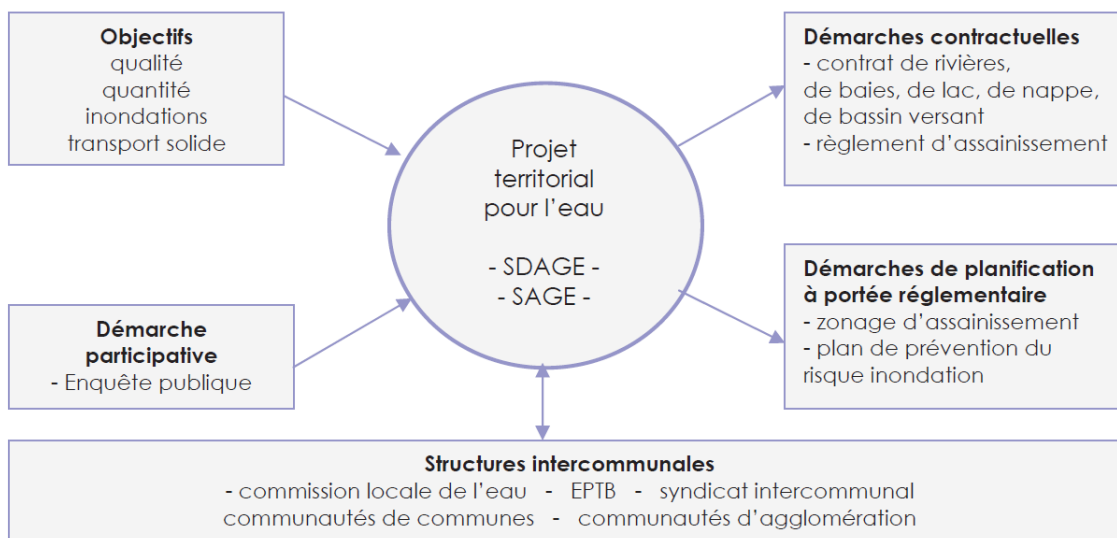 Objectifs
qualité
quantité
inondations
transport solide
Démarche
participative
- Enquête publique
Projet
territorial
pour l'eau
- SDAGE -
- SAGE -
Démarches contractuelles
- contrat de rivières,
de baies, de lac, de nappe,
de bassin versant
- règlement d'assainissement
Démarches de planification
à portée réglementaire
- zonage d'assainissement
- plan de prévention du
risque inondation
Structures intercommunales
- commission locale de l'eau - EPTB - syndicat intercommunal
communautés de communes - communautés d'agglomération